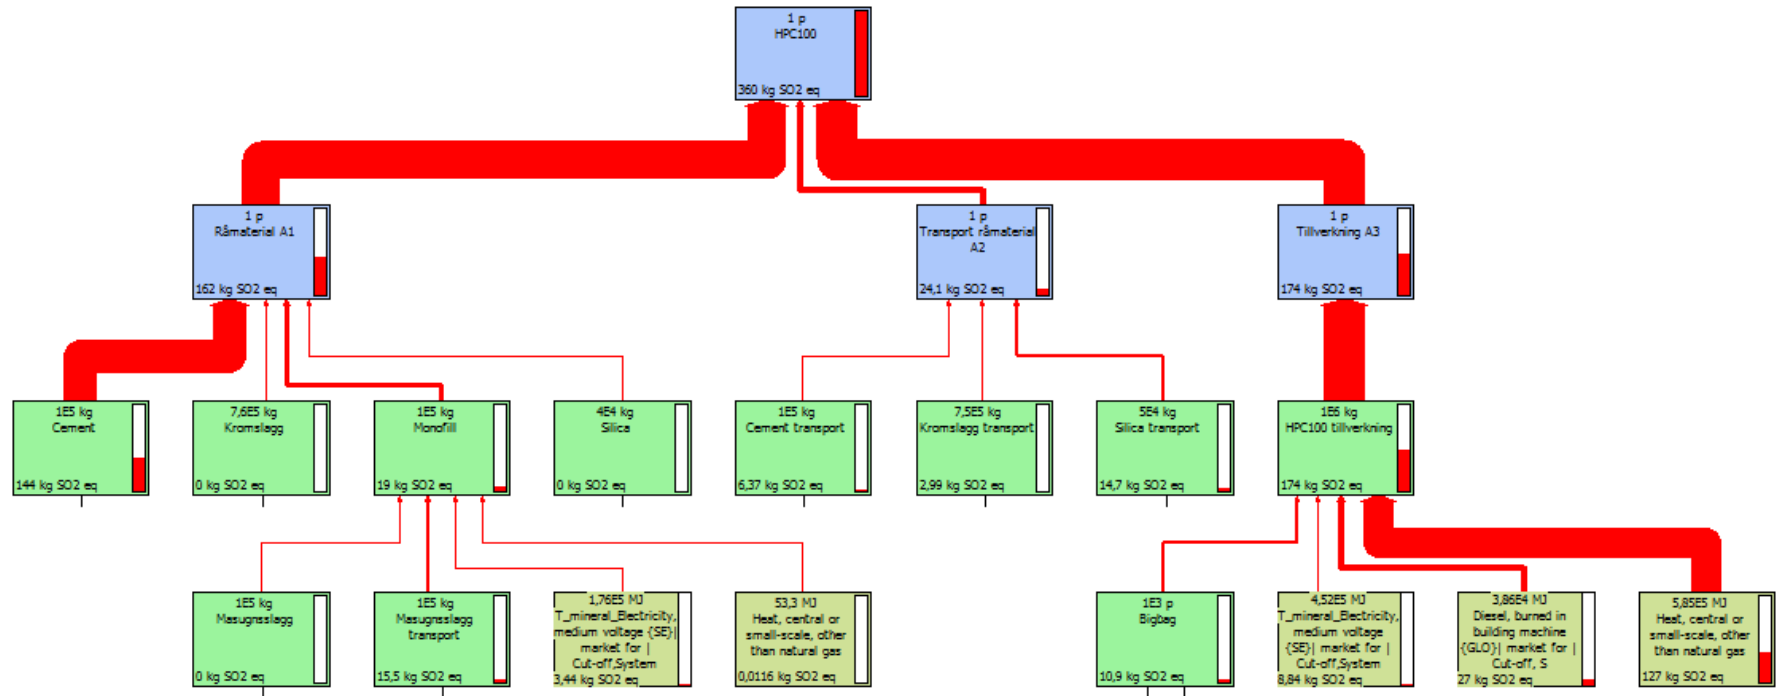 1 p
HPC100
360 kg SO2 eq
1 p
Råmaterial A1
162 kg SO2 eq
1 p
Transport råmaterial
A2
24,1 kg SO2 eq
1 p
Tillverkning A3
174 kg SO2 eq
1E5 kg
Cement
144 kg SO2 eq
7,6E5 kg
Kromslagg
0 kg SO2 eq
1E5 kg
Monofill
19 kg SO2 eq
4E4 kg
Silica
0 kg SO2 eq
1E5 kg
Cement transport
6,37 kg SO2 eq
7,5E5 kg
Kromslagg transport
2,99 kg SO2 eq
5E4 kg
Silica transport
14,7 kg SO2 eq
1E6 kg
HPC100 tillverkning
174 kg SO2 eq
1E5 kg
Masugnsslagg
0 kg SO2 eq
1E5 kg
Masugnsslagg
transport
15,5 kg SO2 eq
1,76E5 MJ
T_mineral_Electricity,
medium voltage {SE}|
market for |
Cut-off,System
3,44 kg SO2 eq
53,3 MJ
Heat, central or
small-scale, other
than natural gas
0,0116 kg SO2 eq
1E3 p
Bigbag
10,9 kg SO2 eq
4,52E5 MJ
T_mineral_Electricity,
medium voltage
{SE}| market for |
Cut-off,System
8,84 kg SO2 eq
3,86E4 MJ
Diesel, burned in
building machine
{GLO}| market for |
Cut-off, S
27 kg SO2 eq
5,85E5 MJ
Heat, central or
small-scale, other
than natural gas
127 kg SO2 eq